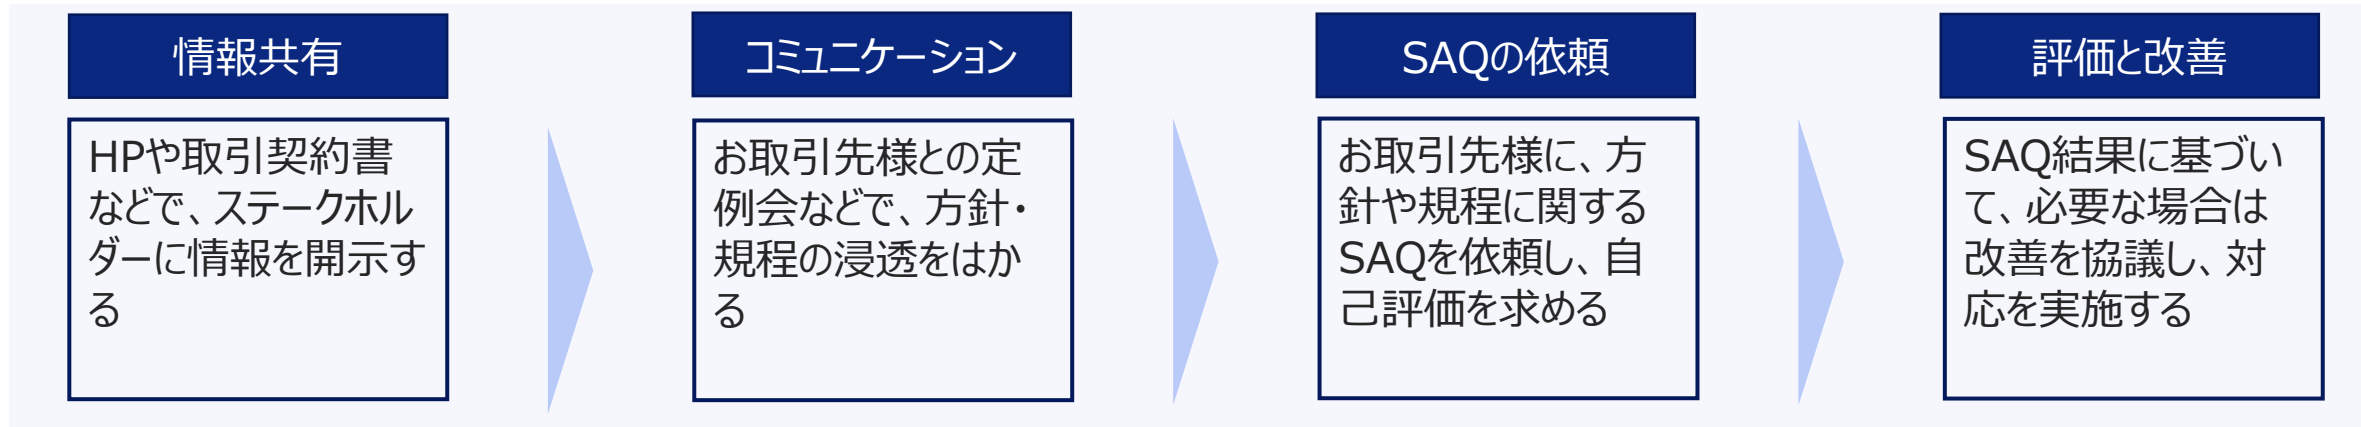 情報共有
HPや取引契約書
などで、ステークホル
ダーに情報を開示す
る
コミュニケーション
お取引先様との定
例会などで、方針・
規程の浸透をはか
る
SAQの依頼
お取引先様に、方
針や規程に関する
SAQを依頼し、自
己評価を求める
評価と改善
SAQ結果に基づい
て、必要な場合は
改善を協議し、対
応を実施する